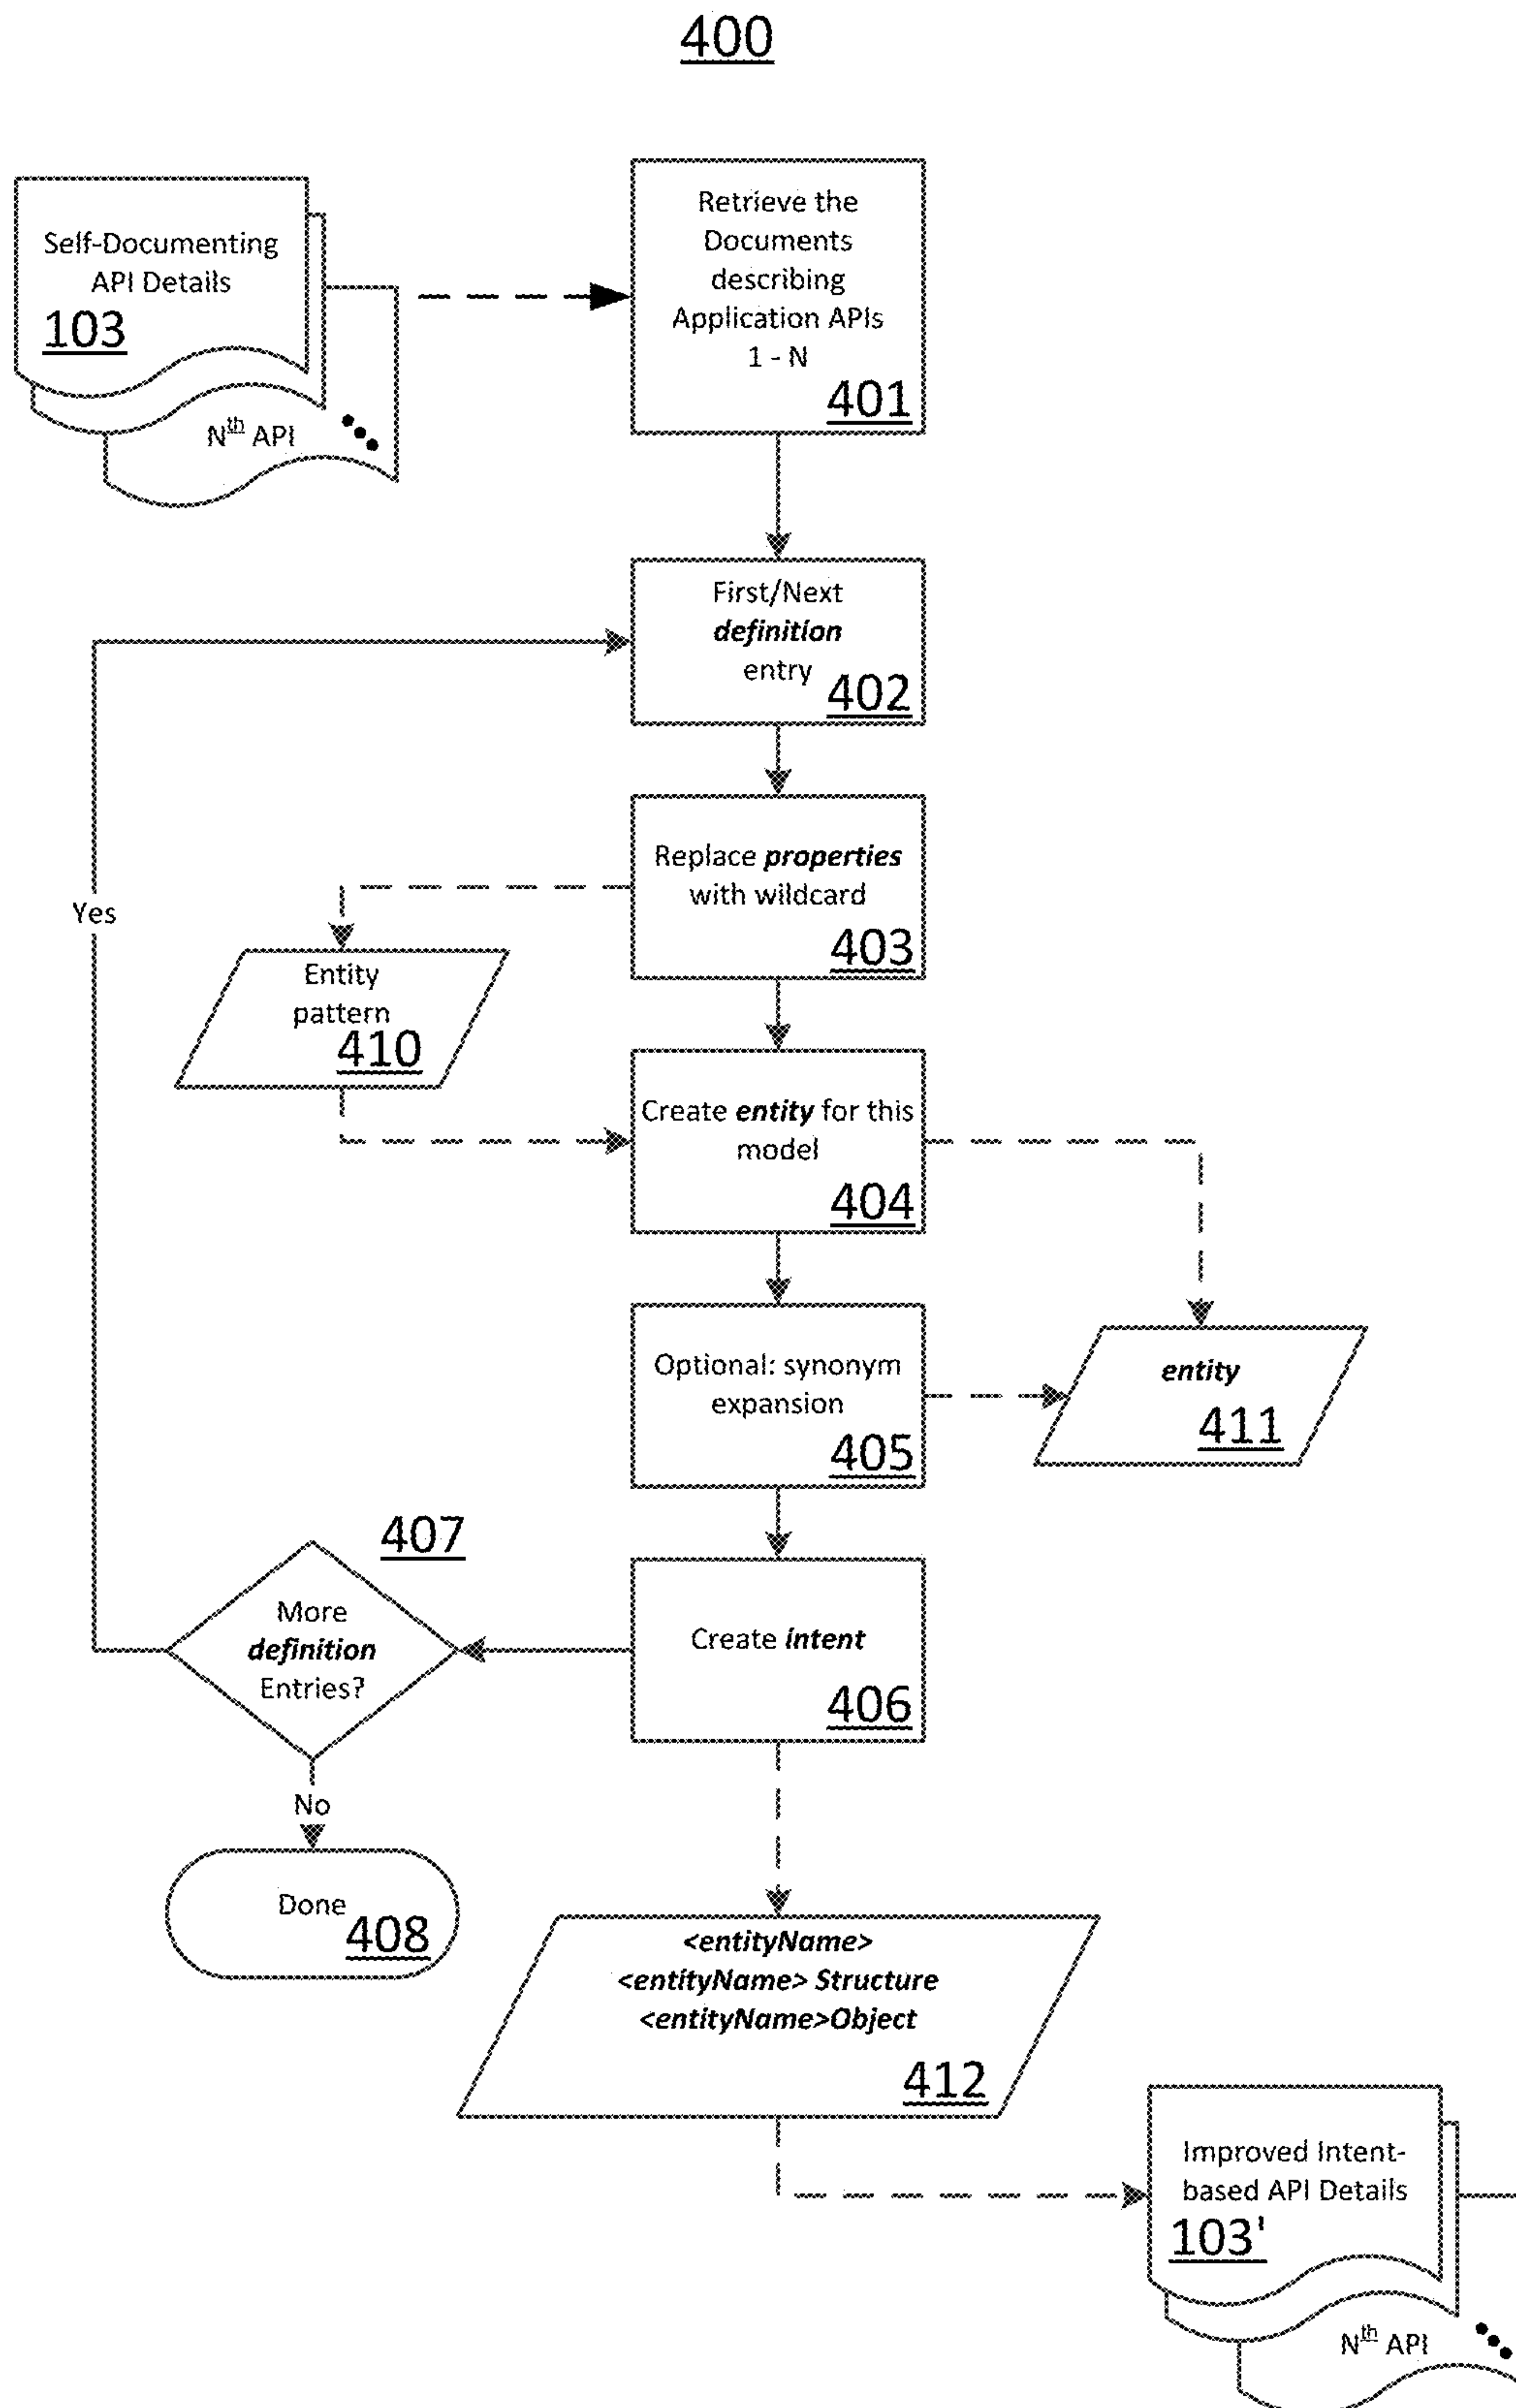 400
Self-Documenting
API Details
103
Nth API
Retrieve the
Documents
describing
Application APIs
1 - N
401
First/Next
definition
entry
402
Replace properties
with wildcard
403
Yes
Entity
pattern
410
Create entity for this
model
404
Optional: synonym
expansion
405
entity
411
407
More
definition
Entries?
Create intent
406
No
Done
408
<entityName>
<entityName> Structure
<entityName>Object
412
Improved Intent-
based API Details
103'
Nth API